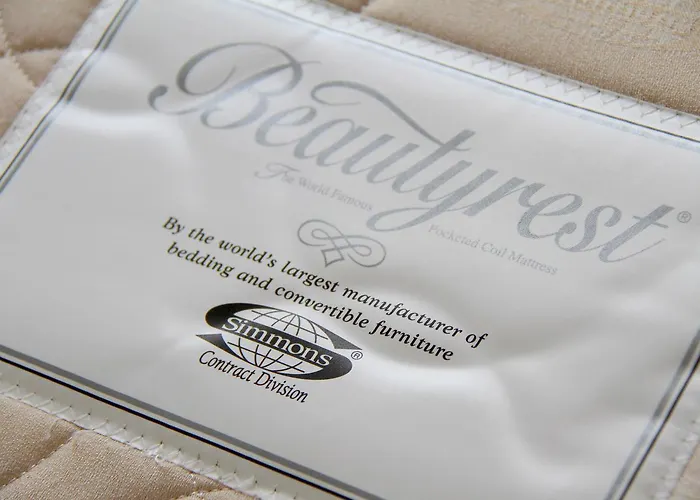 Beautyrest®
The World Famous Pocketed Coil Mattress
By the world's largest manufacturer of
bedding and convertible furniture
Simmons®
Contract Division